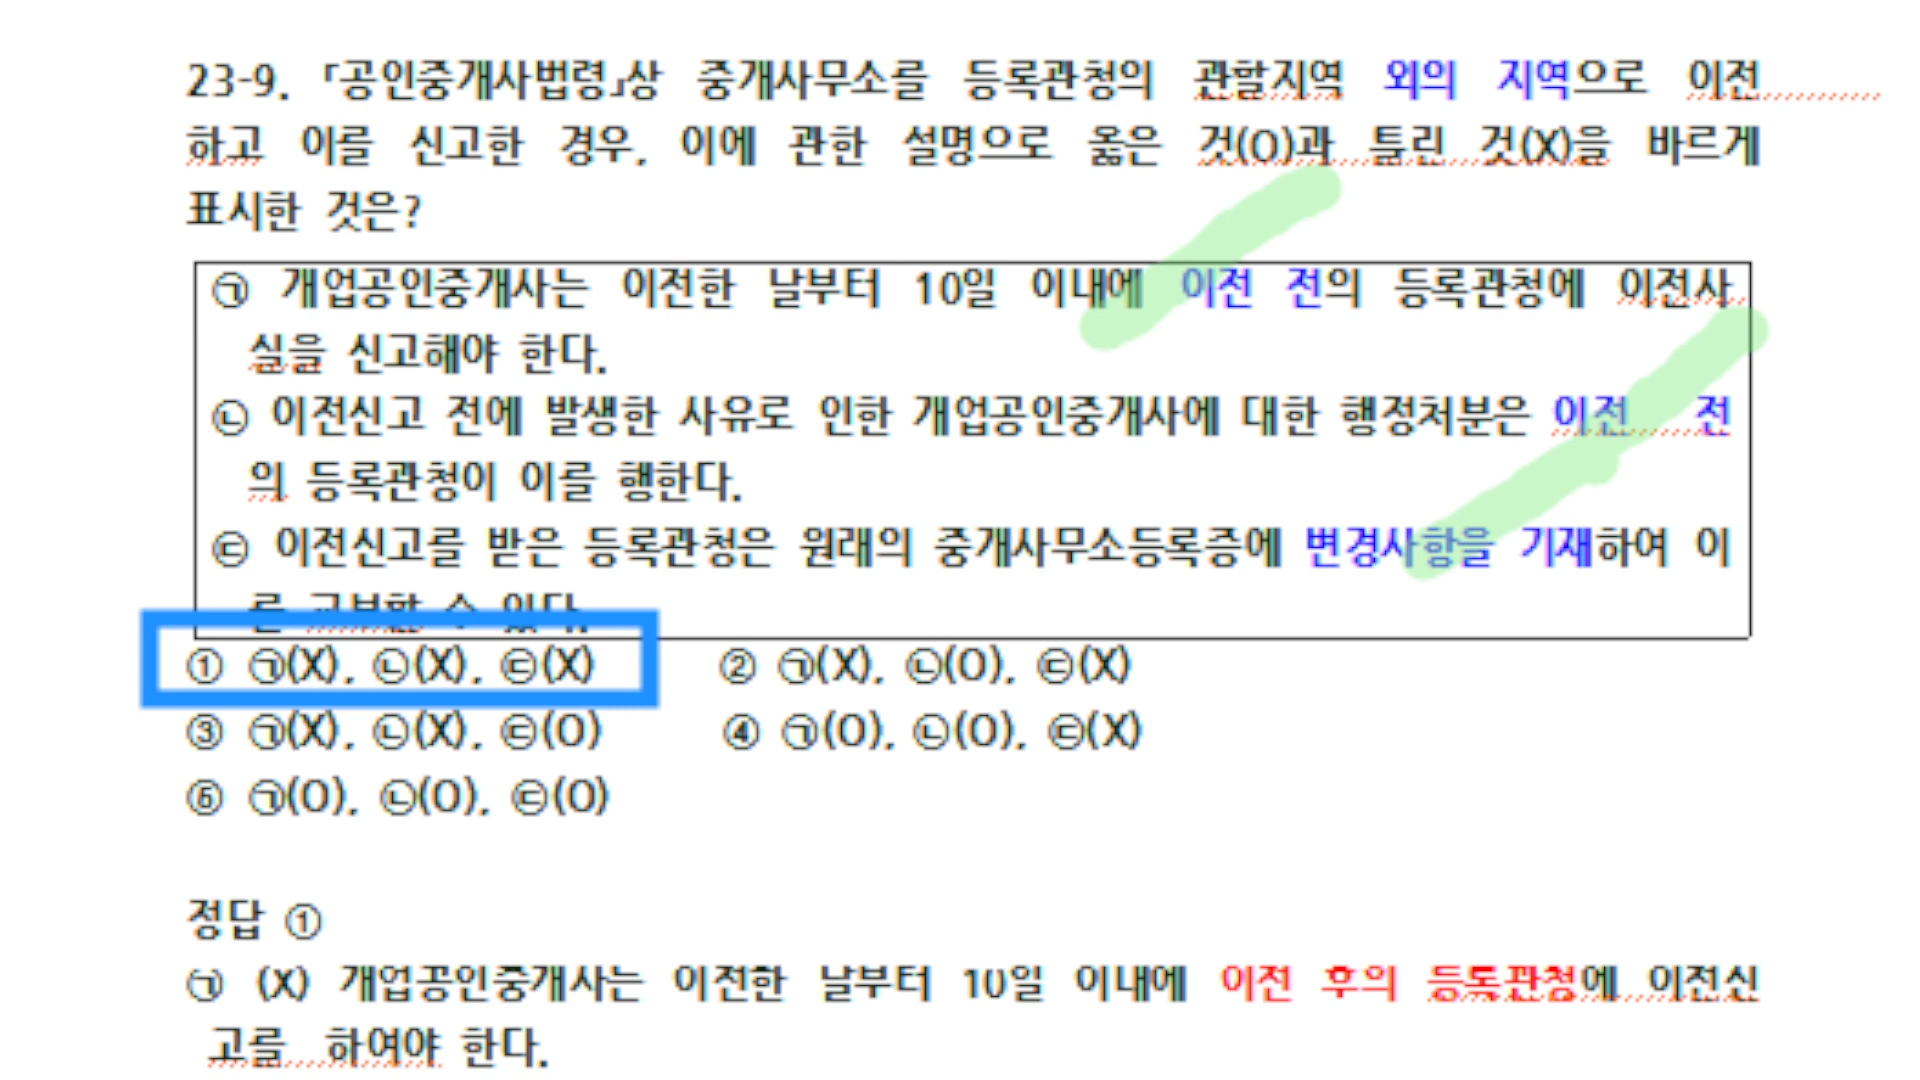 23-9. 「공인중개사법령」상 중개사무소를 등록관청의 관할지역 외의 지역으로 이전
하고 이를 신고한 경우, 이에 관한 설명으로 옳은 것(O)과 틀린 것(X)을 바르게
표시한 것은?
㉠ 개업공인중개사는 이전한 날부터 10일 이내에 이전 전의 등록관청에 이전사
실을 신고해야 한다.
㉡ 이전신고 전에 발생한 사유로 인한 개업공인중개사에 대한 행정처분은 이전 전
의 등록관청이 이를 행한다.
㉢ 이전신고를 받은 등록관청은 원래의 중개사무소등록증에 변경사항을 기재하여 이
를 교부할 수 있다.
① ㉠(X), ㉡(X), ㉢(X) ② ㉠(X), ㉡(O), ㉢(X)
③ ㉠(X), ㉡(X), ㉢(O) ④ ㉠(O), ㉡(O), ㉢(X)
⑤ ㉠(O), ㉡(O), ㉢(O)
정답 ①
㉠ (X) 개업공인중개사는 이전한 날부터 10일 이내에 이전 후의 등록관청에 이전신
고를 하여야 한다.